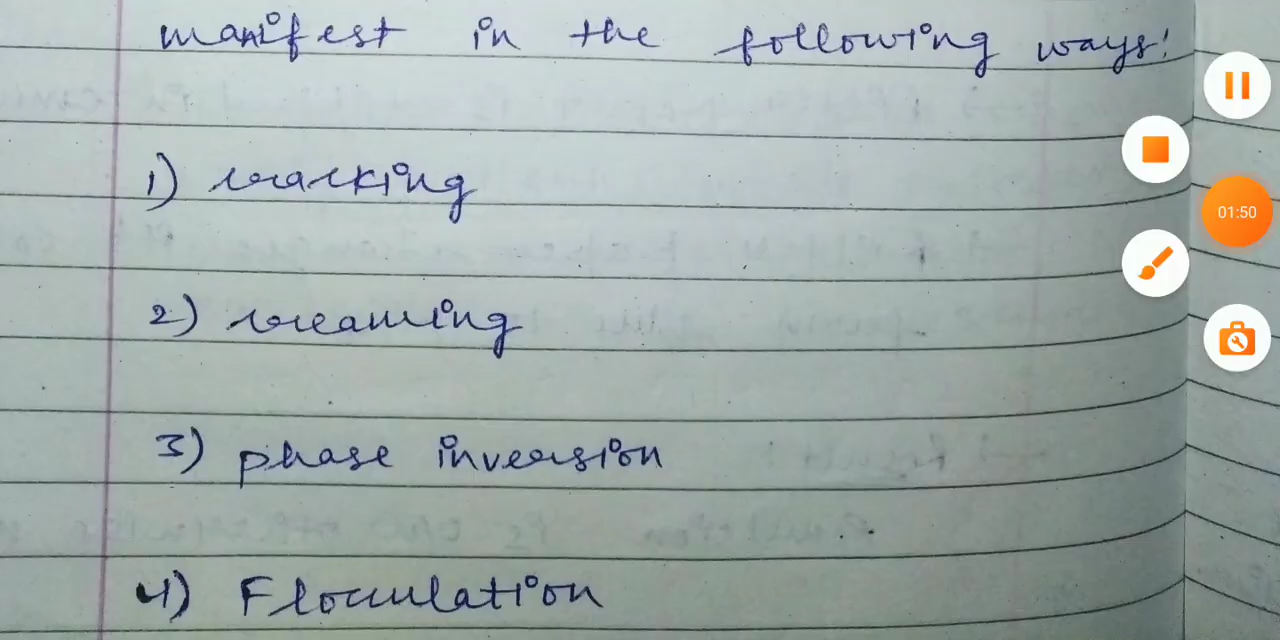 manifest in the following ways:
1) cracking
2) creaming
3) phase inversion
4) Flocculation
01:50